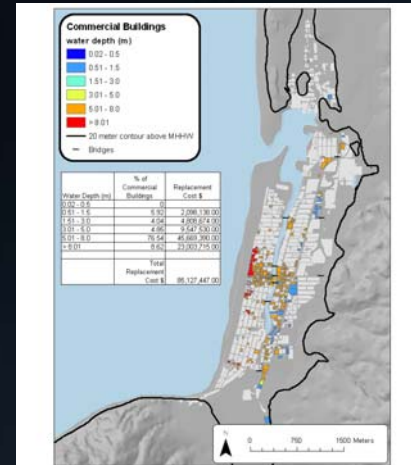 Commercial Buildings
water depth (m)
0.02 - 0.5
0.51 - 1.5
1.51 - 3.0
3.01 - 5.0
5.01 - 8.0
> 8.01
20 meter contour above MHHW
Bridges
Water Depth (m) % of Commercial Buildings Replacement Cost $
0.02 - 0.5 0
0.51 - 1.5 5.92 2,098,138.00
1.51 - 3.0 4.04 4,806,674.00
3.01 - 5.0 4.85 9,547,530.00
5.01 - 8.0 76.54 45,669,390.00
> 8.01 8.62 23,003,715.00
Total Replacement Cost $ 85,127,447.00
N
0 750 1500 Meters